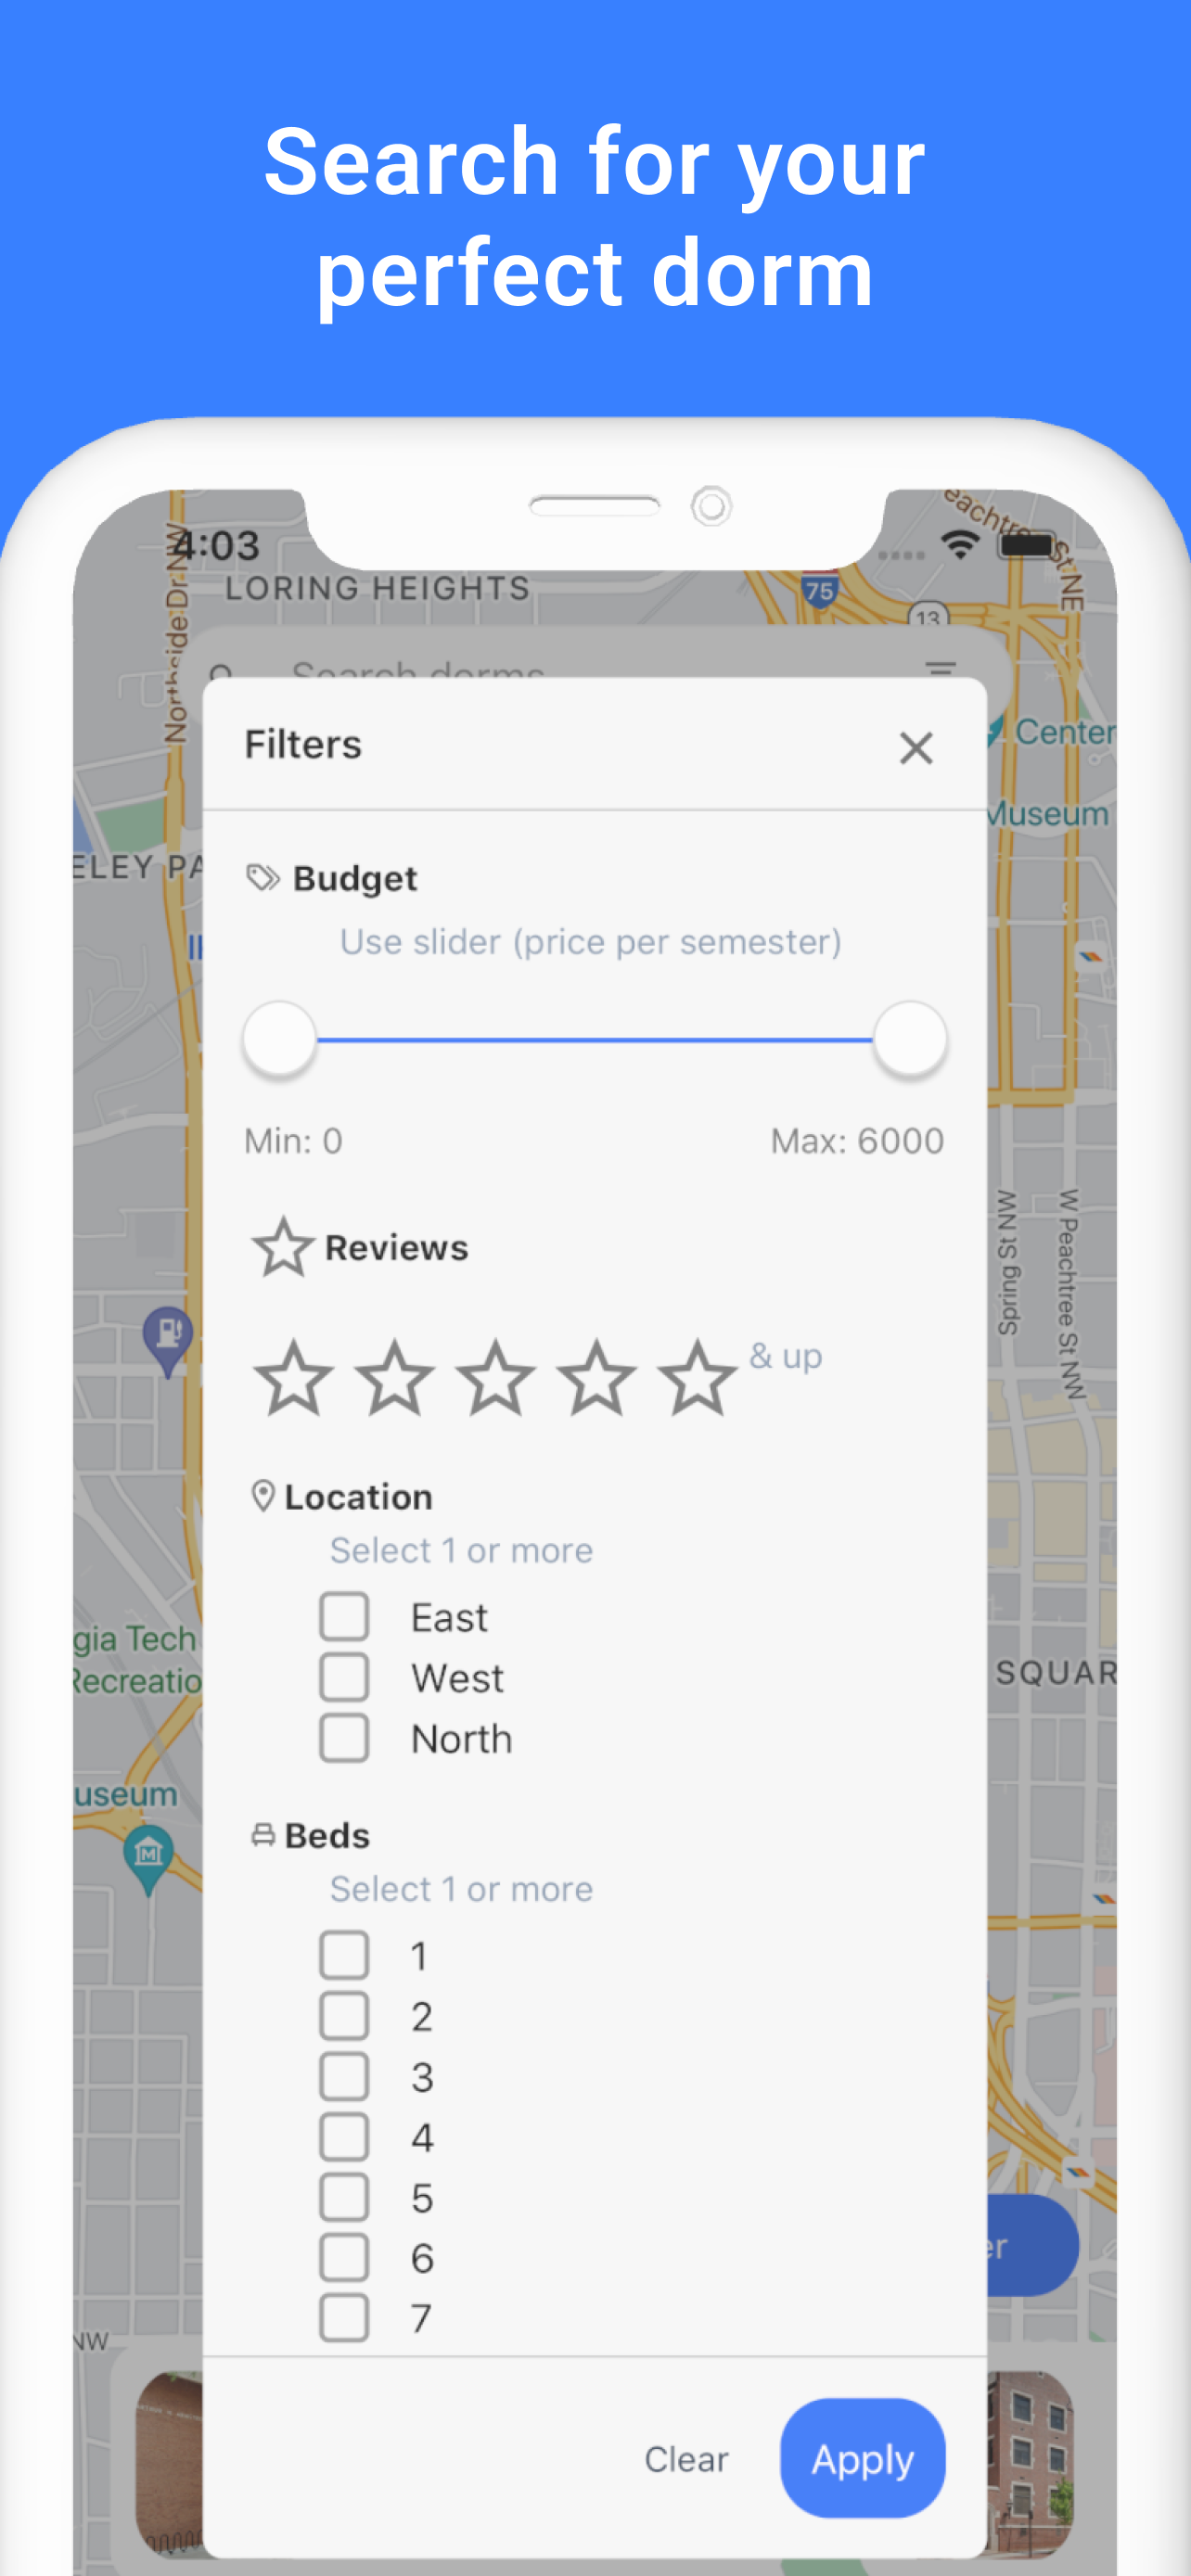 Search for your
perfect dorm
4:03
LORING HEIGHTS
75
13
St NE
Northside Dr NW
Search dorms
Filters
Center
Museum
Budget
Use slider (price per semester)
Min: 0
Max: 6000
Spring St NW
W Peachtree St NW
Reviews
& up
Location
Select 1 or more
East
West
North
gia Tech
Recreatio
SQUAR
useum
M
Beds
Select 1 or more
1
2
3
4
5
6
7
er
NW
Clear
Apply